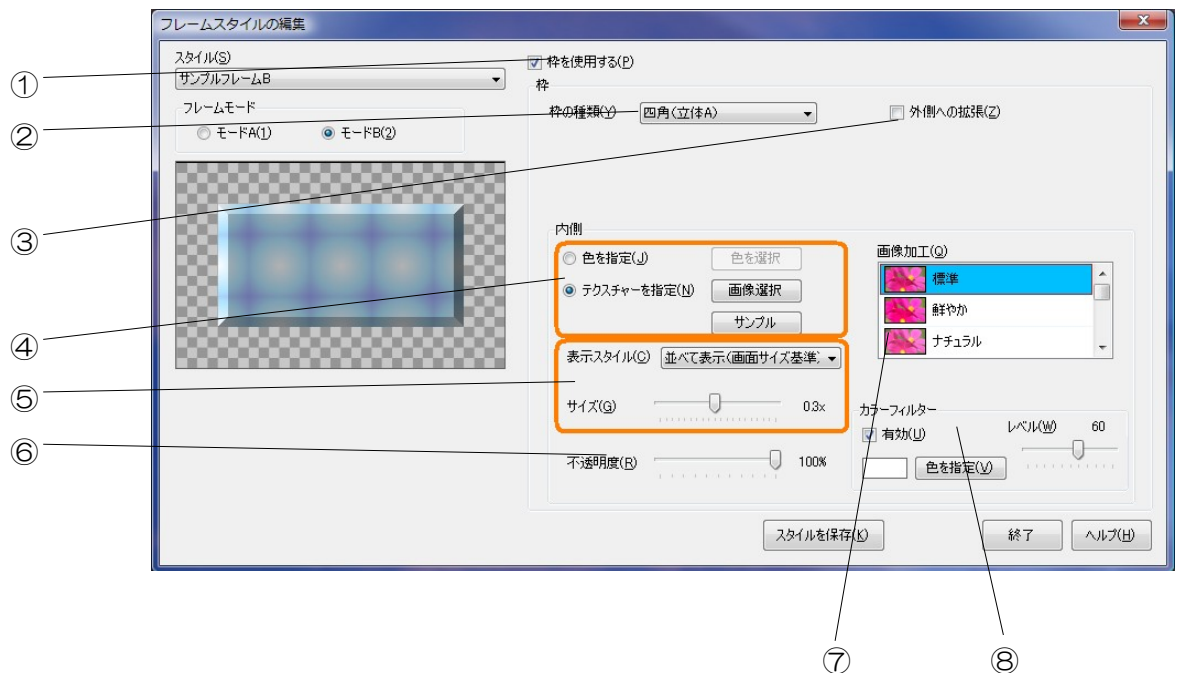 フレームスタイルの編集
スタイル(S)
サンプルフレームB
フレームモード
モードA(1)
モードB(2)
枠を使用する(P)
枠
枠の種類(Y)
四角(立体A)
外側への拡張(Z)
内側
色を指定(J)
色を選択
テクスチャーを指定(N)
画像選択
サンプル
表示スタイル(C)
並べて表示(画面サイズ基準)
サイズ(G)
0.3x
不透明度(R)
100%
画像加工(Q)
標準
鮮やか
ナチュラル
カラーフィルター
有効(U)
レベル(W)
60
色を指定(V)
スタイルを保存(K)
終了
ヘルプ(H)
①
②
③
④
⑤
⑥
⑦
⑧